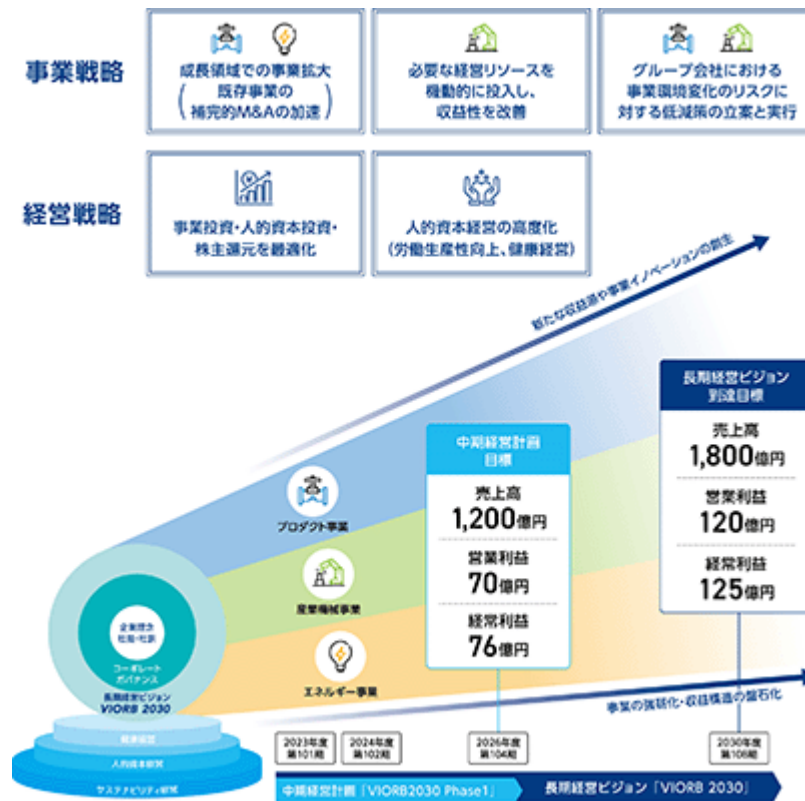 事業戦略
成長領域での事業拡大
(既存事業の
補完的M&Aの加速)
必要な経営リソースを
機動的に投入し、
収益性を改善
グループ会社における
事業環境変化のリスクに
対する低減策の立案と実行
経営戦略
事業投資・人的資本投資・
株主還元を最適化
人的資本経営の高度化
(労働生産性向上、健康経営)
新たな収益源や事業イノベーションの創出
長期経営ビジョン
到達目標
売上高
1,800億円
営業利益
120億円
経常利益
125億円
中期経営計画
目標
売上高
1,200億円
営業利益
70億円
経常利益
76億円
プロダクト事業
産業機械事業
エネルギー事業
企業理念
社是・社訓
コーポレート
ガバナンス
長期経営ビジョン
VIORB 2030
健康経営
人的資本経営
サステナビリティ経営
事業の強靭化・収益構造の盤石化
2023年度
第101期
2024年度
第102期
2026年度
第104期
2030年度
第108期
中期経営計画「VIORB2030 Phase1」
長期経営ビジョン「VIORB 2030」